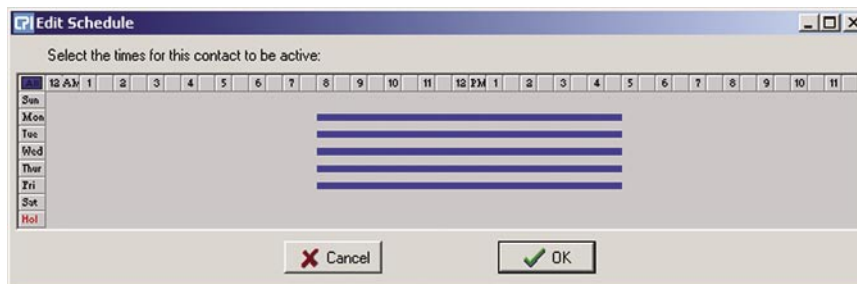 CPI Edit Schedule
Select the times for this contact to be active:
All 12 AM 1 2 3 4 5 6 7 8 9 10 11 12 PM 1 2 3 4 5 6 7 8 9 10 11
Sun
Mon
Tue
Wed
Thur
Fri
Sat
Hol
Cancel OK